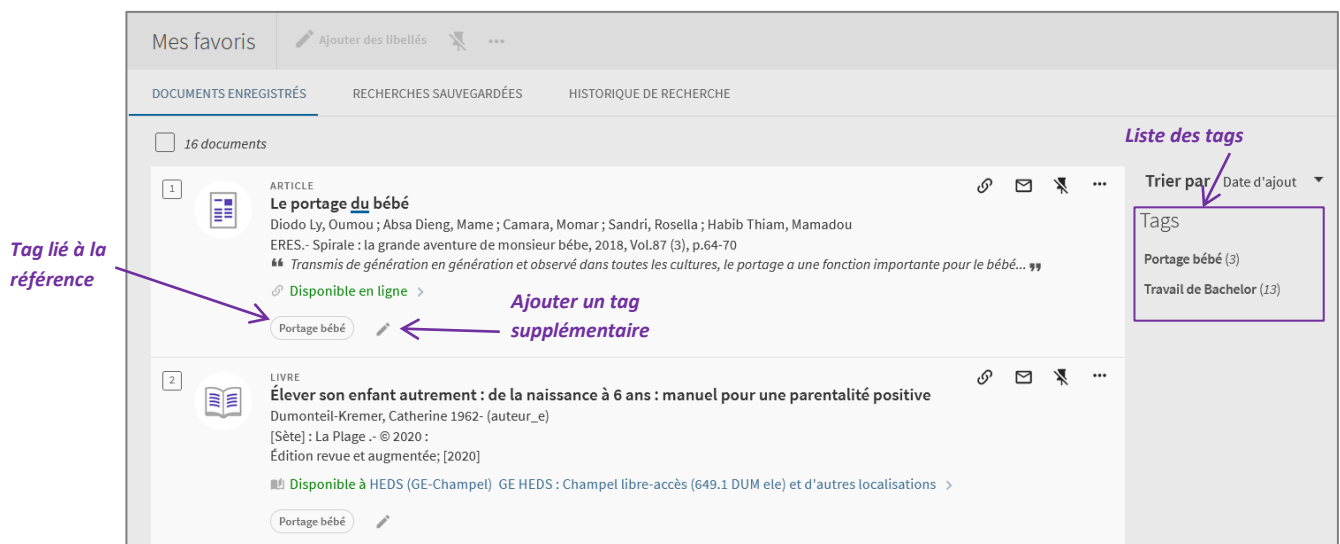 Mes favoris
Ajouter des libellés
DOCUMENTS ENREGISTRÉS
RECHERCHES SAUVEGARDÉES
HISTORIQUE DE RECHERCHE
16 documents
Liste des tags
Trier par Date d'ajout
Tags
Portage bébé (3)
Travail de Bachelor (13)
1
ARTICLE
Le portage du bébé
Diodo Ly, Oumou ; Absa Dieng, Mame ; Camara, Momar ; Sandri, Rosella ; Habib Thiam, Mamadou
ERES.- Spirale : la grande aventure de monsieur bébe, 2018, Vol.87 (3), p.64-70
Transmis de génération en génération et observé dans toutes les cultures, le portage a une fonction importante pour le bébé...
Disponible en ligne
Portage bébé
Tag lié à la
référence
Ajouter un tag
supplémentaire
2
LIVRE
Élever son enfant autrement : de la naissance à 6 ans : manuel pour une parentalité positive
Dumonteil-Kremer, Catherine 1962- (auteur_e)
[Sète] : La Plage .- © 2020 :
Édition revue et augmentée; [2020]
Disponible à HEDS (GE-Champel) GE HEDS : Champel libre-accès (649.1 DUM ele) et d'autres localisations
Portage bébé